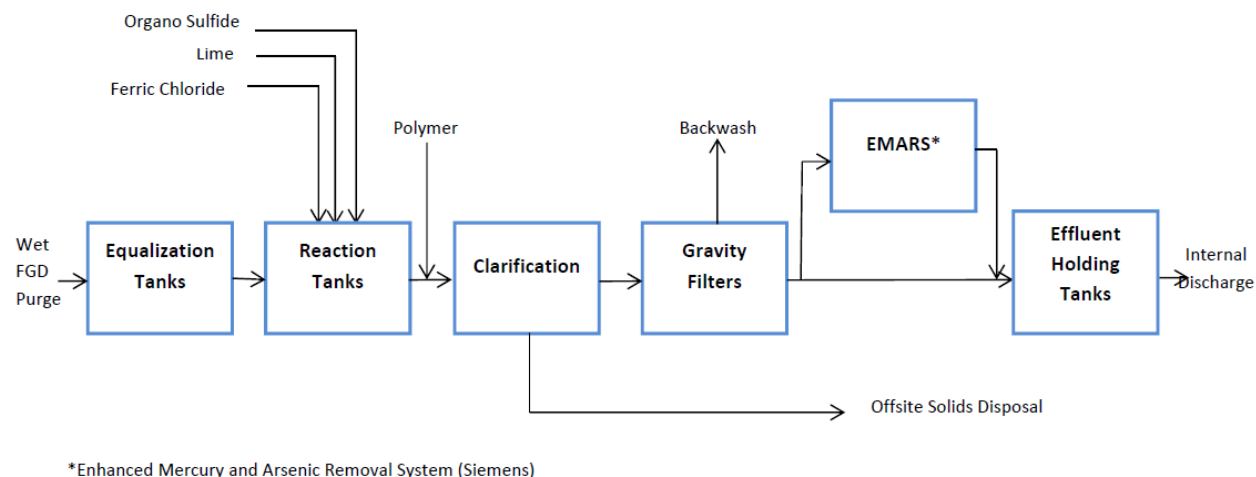 Organo Sulfide
Lime
Ferric Chloride
Polymer
Backwash
EMARS*
Wet
FGD
Purge
Equalization
Tanks
Reaction
Tanks
Clarification
Gravity
Filters
Effluent
Holding
Tanks
Internal
Discharge
Offsite Solids Disposal
*Enhanced Mercury and Arsenic Removal System (Siemens)